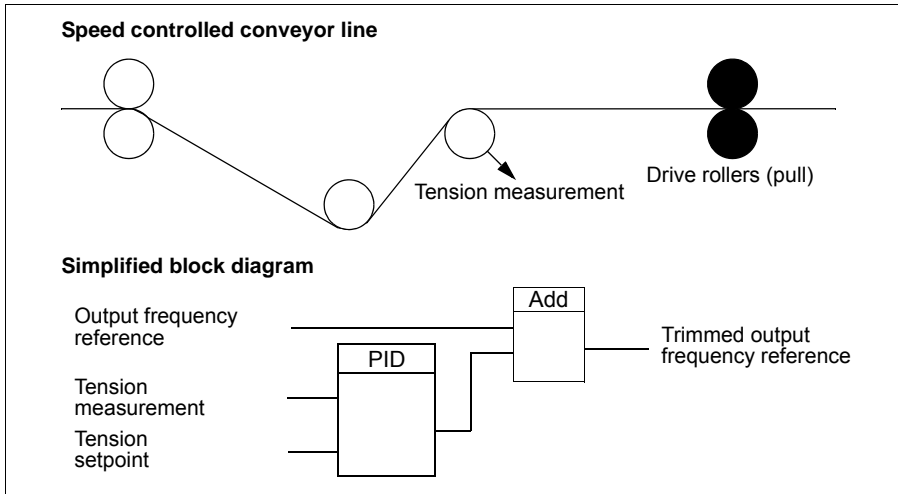 Speed controlled conveyor line
Tension measurement
Drive rollers (pull)
Simplified block diagram
Output frequency
reference
Add
Trimmed output
frequency reference
PID
Tension
measurement
Tension
setpoint